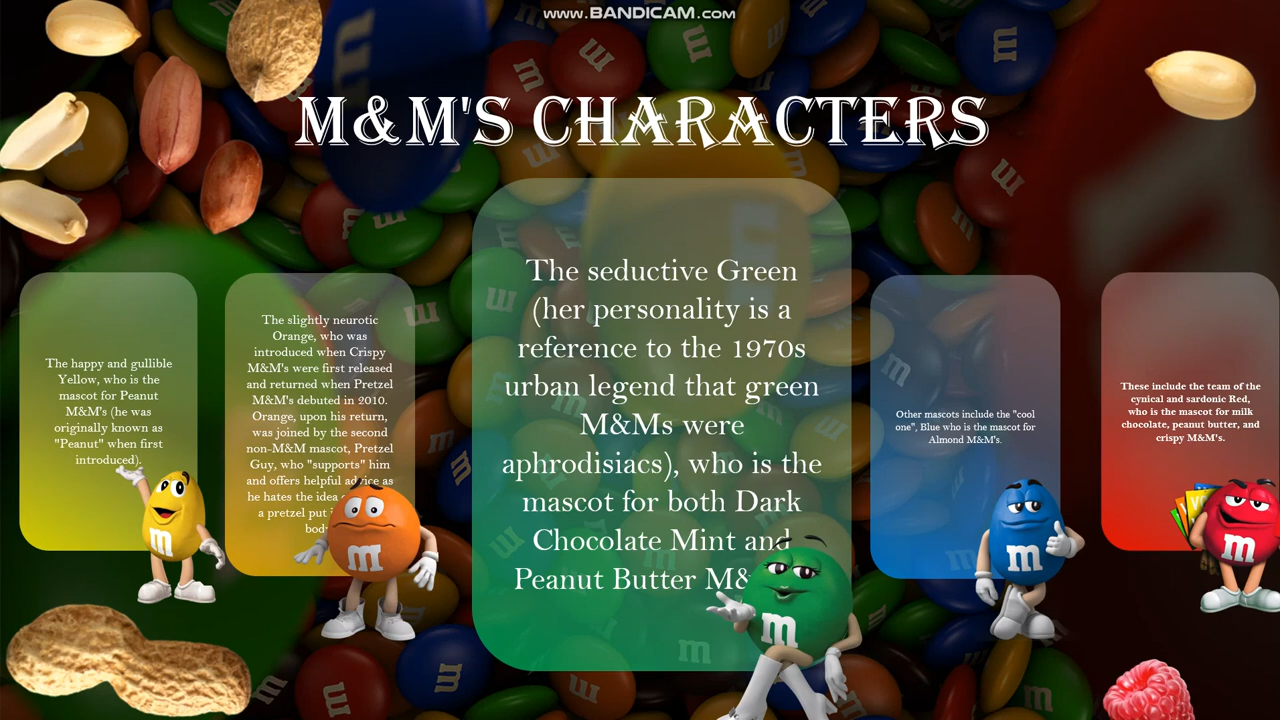 www.BANDICAM.com
M&M'S CHARACTERS
The happy and gullible
Yellow, who is the
mascot for Peanut
M&M's (he was
originally known as
"Peanut" when first
introduced).
The slightly neurotic
Orange, who was
introduced when Crispy
M&M's were first released
and returned when Pretzel
M&M's debuted in 2010.
Orange, upon his return,
was joined by the second
non-M&M mascot, Pretzel
Guy, who "supports" him
and offers helpful advice as
he hates the idea
a pretzel put
The seductive Green
(her personality is a
reference to the 1970s
urban legend that green
M&Ms were
aphrodisiacs), who is the
mascot for both Dark
Chocolate Mint and
Peanut Butter
Other mascots include the "cool
one", Blue who is the mascot for
Almond M&M's.
These include the team of the
cynical and sardonic Red,
who is the mascot for milk
chocolate, peanut butter, and
crispy M&M's.
m
m
m
m
m